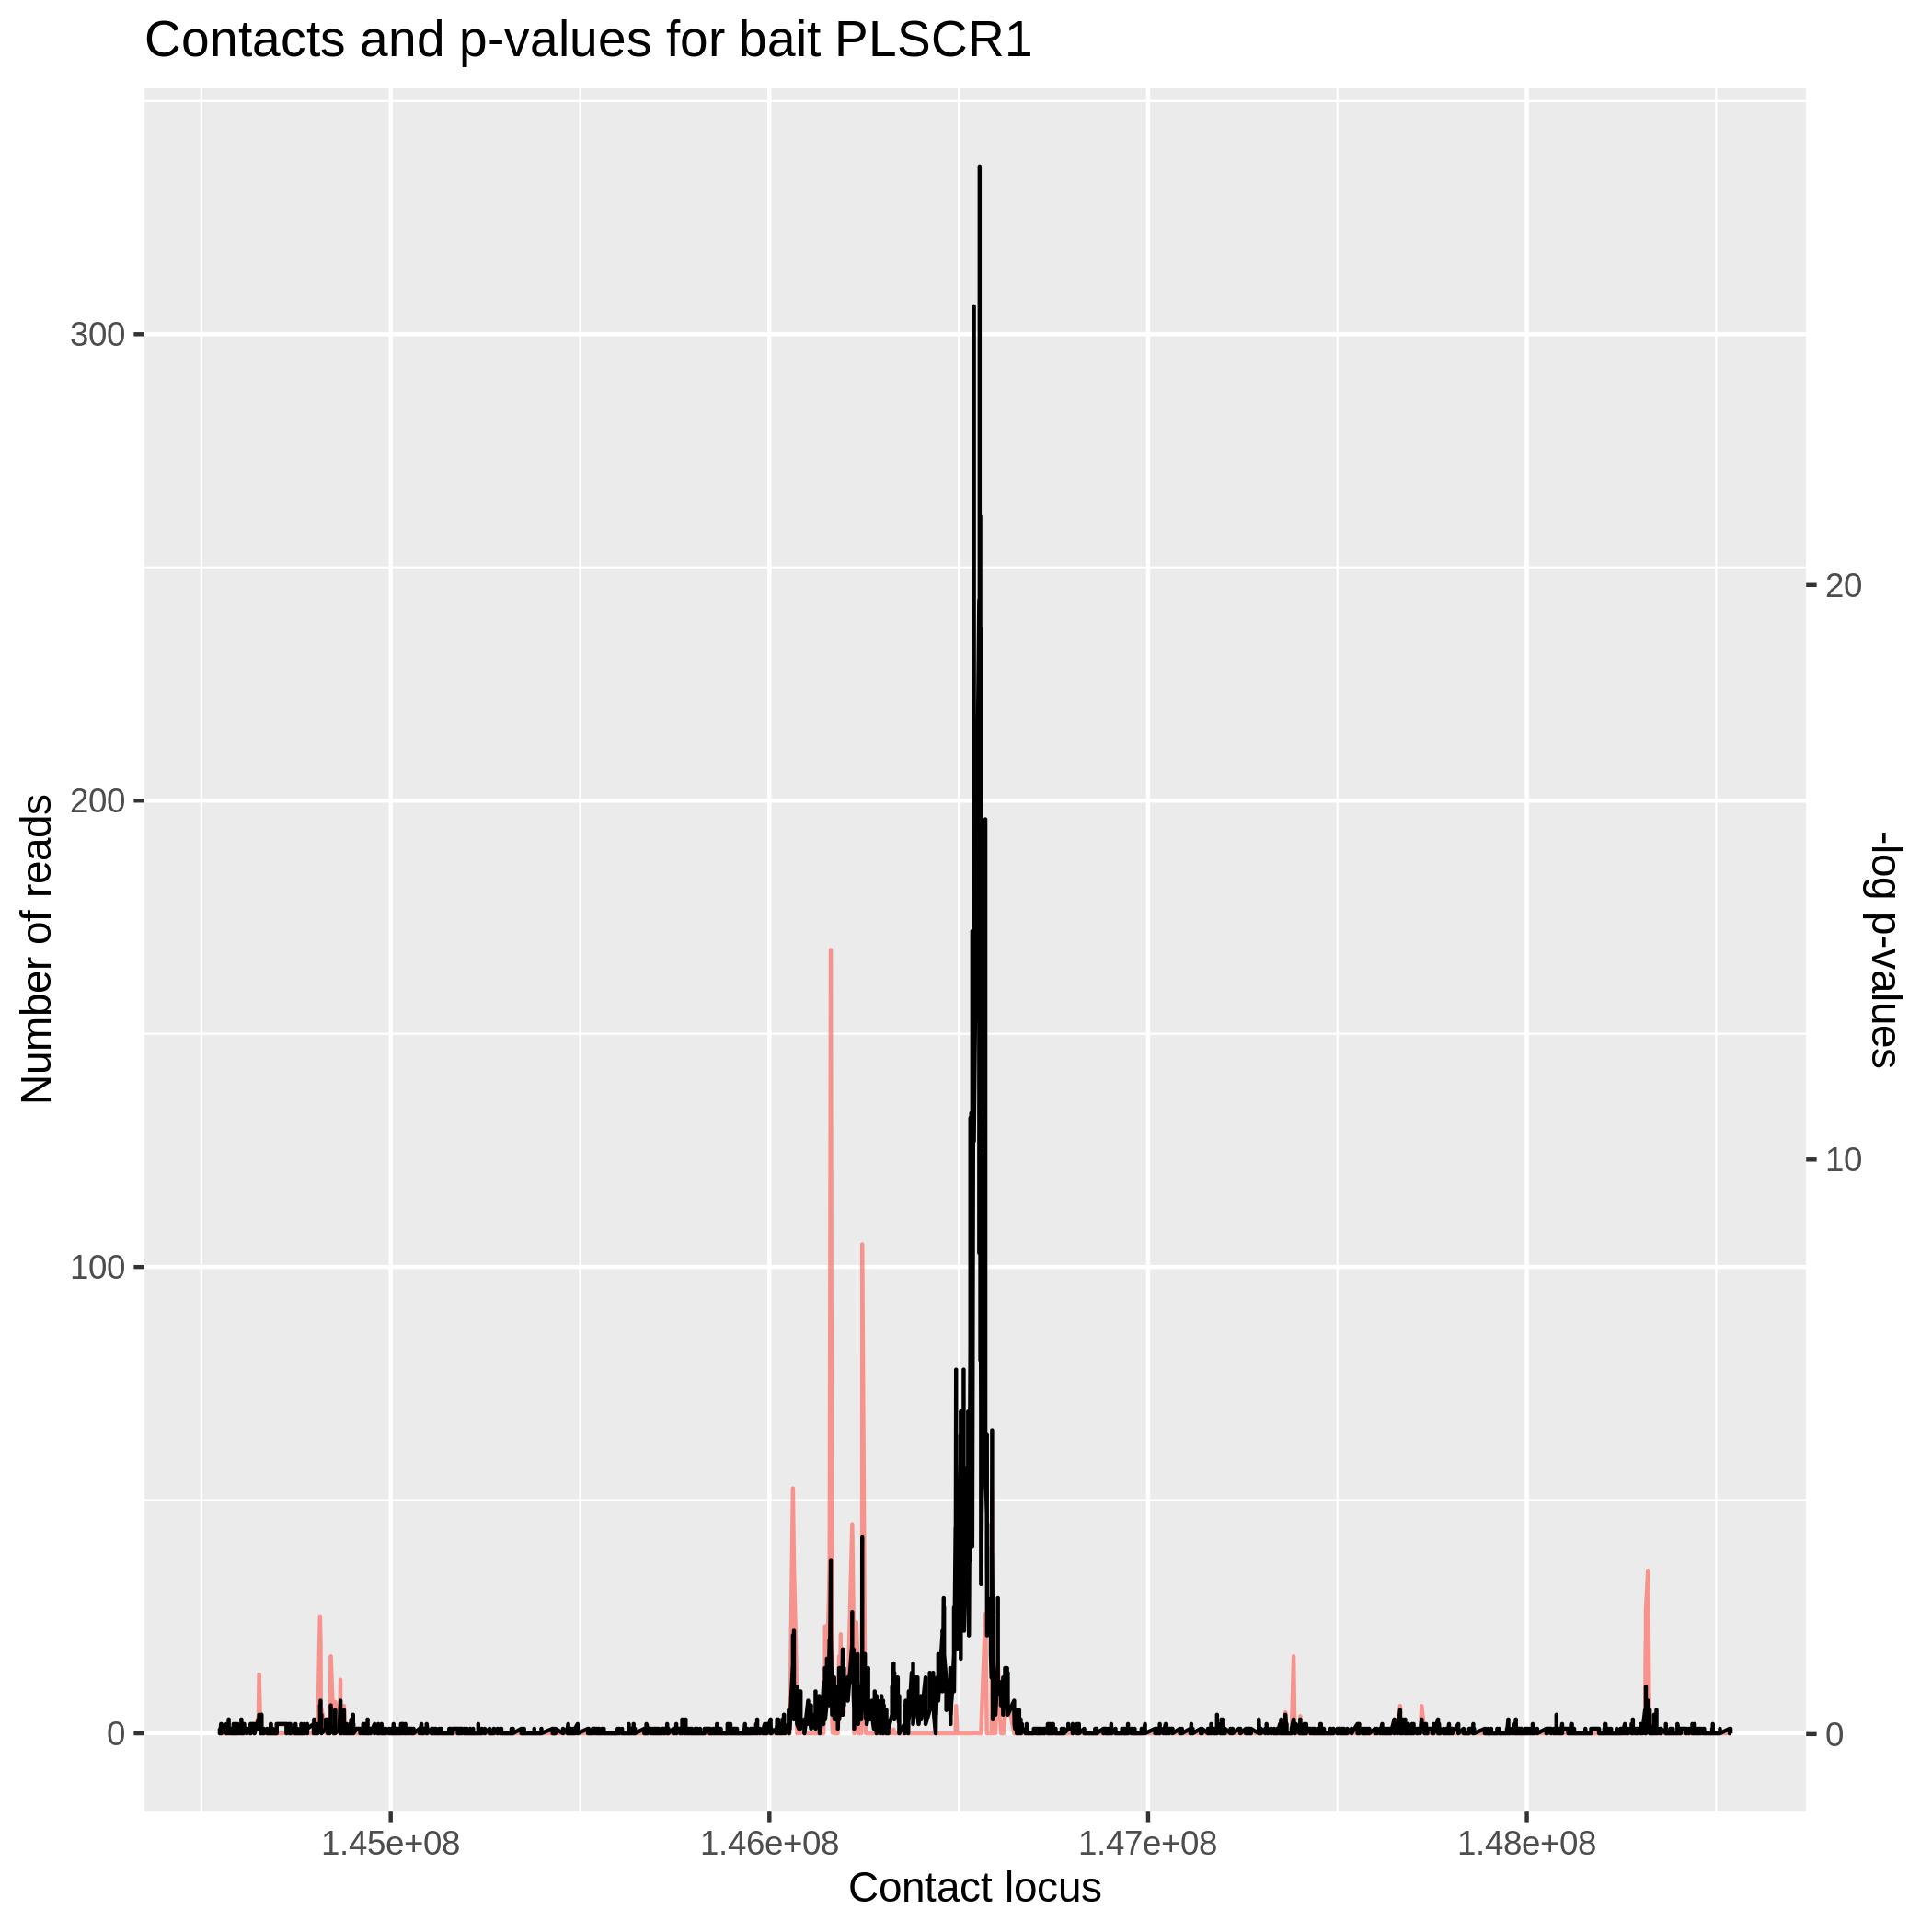 Contacts and p-values for bait PLSCR1
300
200
100
0
Number of reads
20
10
0
-log p-values
1.45e+08 1.46e+08 1.47e+08 1.48e+08
Contact locus